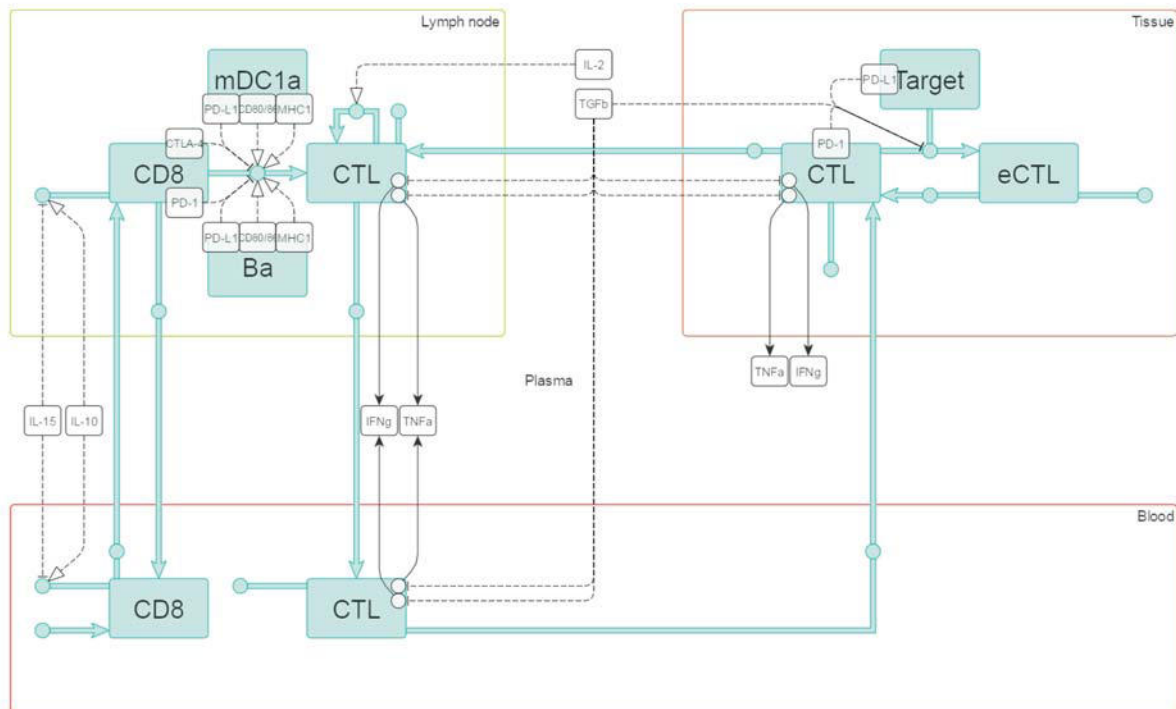 Lymph node
Tissue
mDC1a
IL-2
PD-L1
Target
PD-L1
CD80/86
MHC1
TGFb
CTLA-4
PD-1
CD8
CTL
CTL
eCTL
PD-1
PD-L1
CD80/86
MHC1
Ba
TNFa
IFNg
Plasma
IL-15
IL-10
IFNg
TNFa
Blood
CD8
CTL